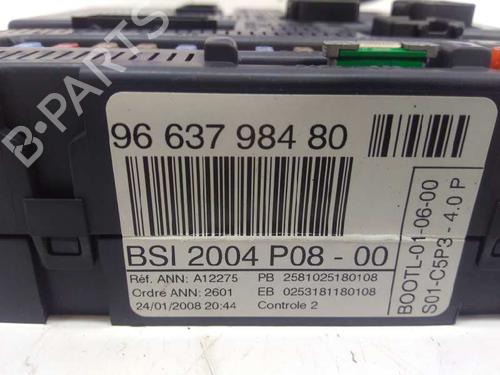 96 637 984 80
BSI 2004 P08 - 00
Réf. ANN: A12275 PB 2581025180108
Ordre ANN: 2601 EB 0253181180108
24/01/2008 20:44 Controle 2
BOOTL-01-06-00
S01-C5P3 - 4.0 P